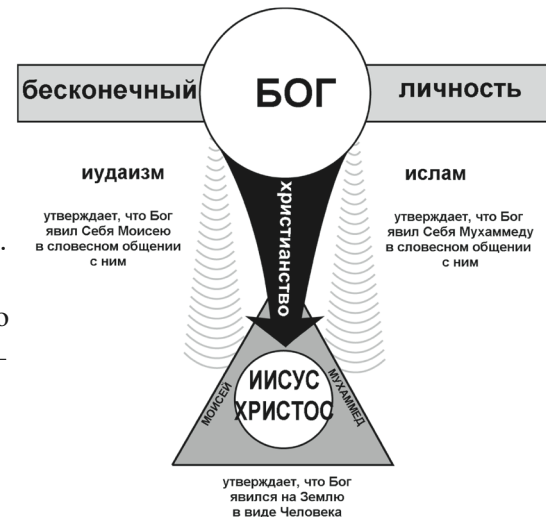 бесконечный
БОГ
личность
иудаизм
утверждает, что Бог
явил Себя Моисею
в словесном общении
с ним
христианство
ислам
утверждает, что Бог
явил Себя Мухаммеду
в словесном общении
с ним
.
о
–
МОИСЕЙ
ИИСУС
ХРИСТОС
МУХАММЕД
утверждает, что Бог
явился на Землю
в виде Человека